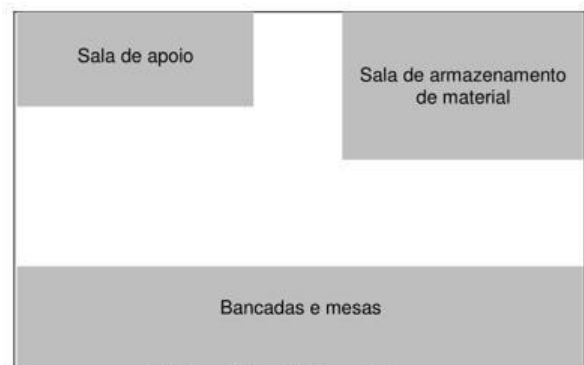 Sala de apoio
Sala de armazenamento
de material
Bancadas e mesas